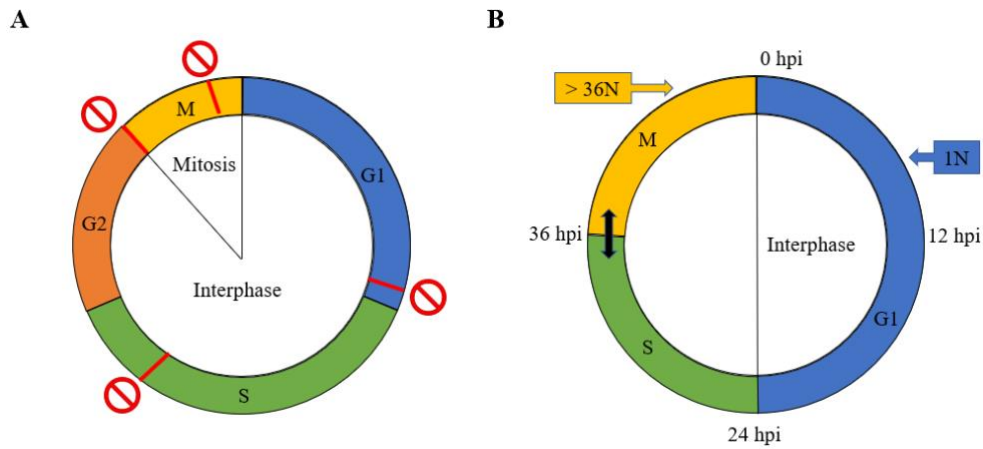 A
M
Mitosis
G1
G2
Interphase
S
B
0 hpi
> 36N
M
1N
36 hpi
Interphase
12 hpi
G1
S
24 hpi